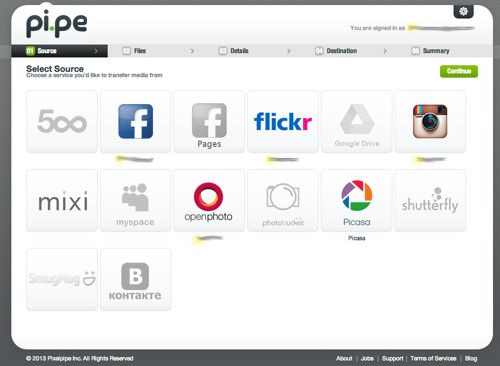 pi.pe
You are signed in as
01 Source
02 Files
03 Details
04 Destination
05 Summary
Select Source
Choose a service you'd like to transfer media from
Continue
500
f
f
Pages
flickr
Google Drive
mixi
myspace
openphoto
photobucket
Picasa
shutterfly
Picasa
SmugMug
B
контакте
© 2013 Pixelpipe Inc. All Rights Reserved
About | Jobs | Support | Terms of Services | Blog